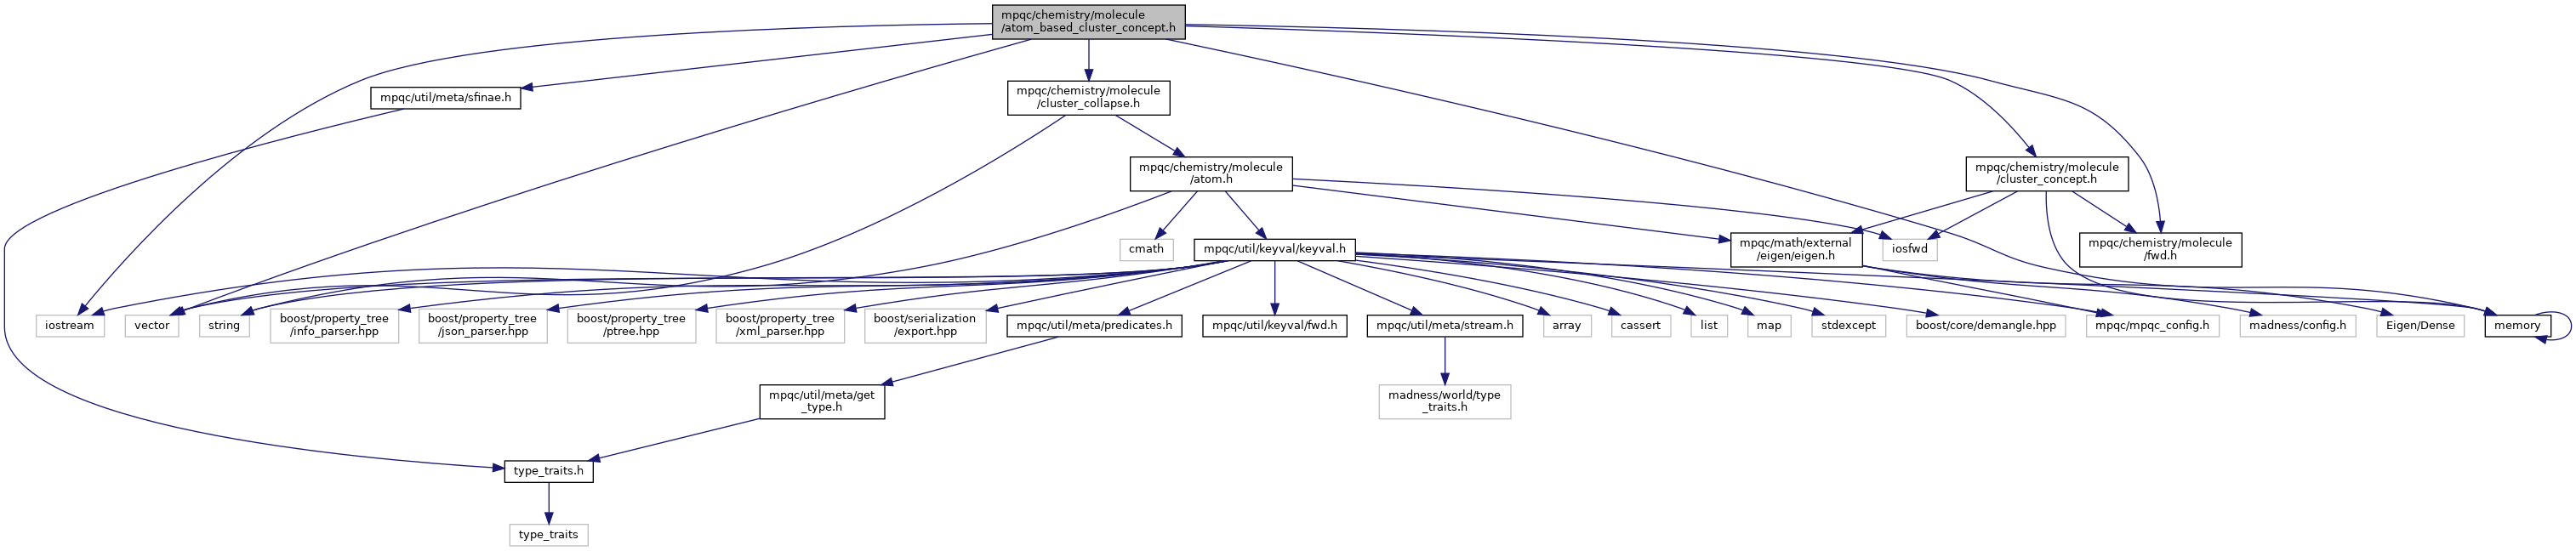 mpqc/chemistry/molecule
/atom_based_cluster_concept.h
mpqc/util/meta/sfinae.h
mpqc/chemistry/molecule
/cluster_collapse.h
mpqc/chemistry/molecule
/atom.h
mpqc/chemistry/molecule
/cluster_concept.h
cmath
mpqc/util/keyval/keyval.h
mpqc/math/external
/eigen/eigen.h
iosfwd
mpqc/chemistry/molecule
/fwd.h
iostream
vector
string
boost/property_tree
/info_parser.hpp
boost/property_tree
/json_parser.hpp
boost/property_tree
/ptree.hpp
boost/property_tree
/xml_parser.hpp
boost/serialization
/export.hpp
mpqc/util/meta/predicates.h
mpqc/util/keyval/fwd.h
mpqc/util/meta/stream.h
array
cassert
list
map
stdexcept
boost/core/demangle.hpp
mpqc/mpqc_config.h
madness/config.h
Eigen/Dense
memory
mpqc/util/meta/get
_type.h
madness/world/type
_traits.h
type_traits.h
type_traits